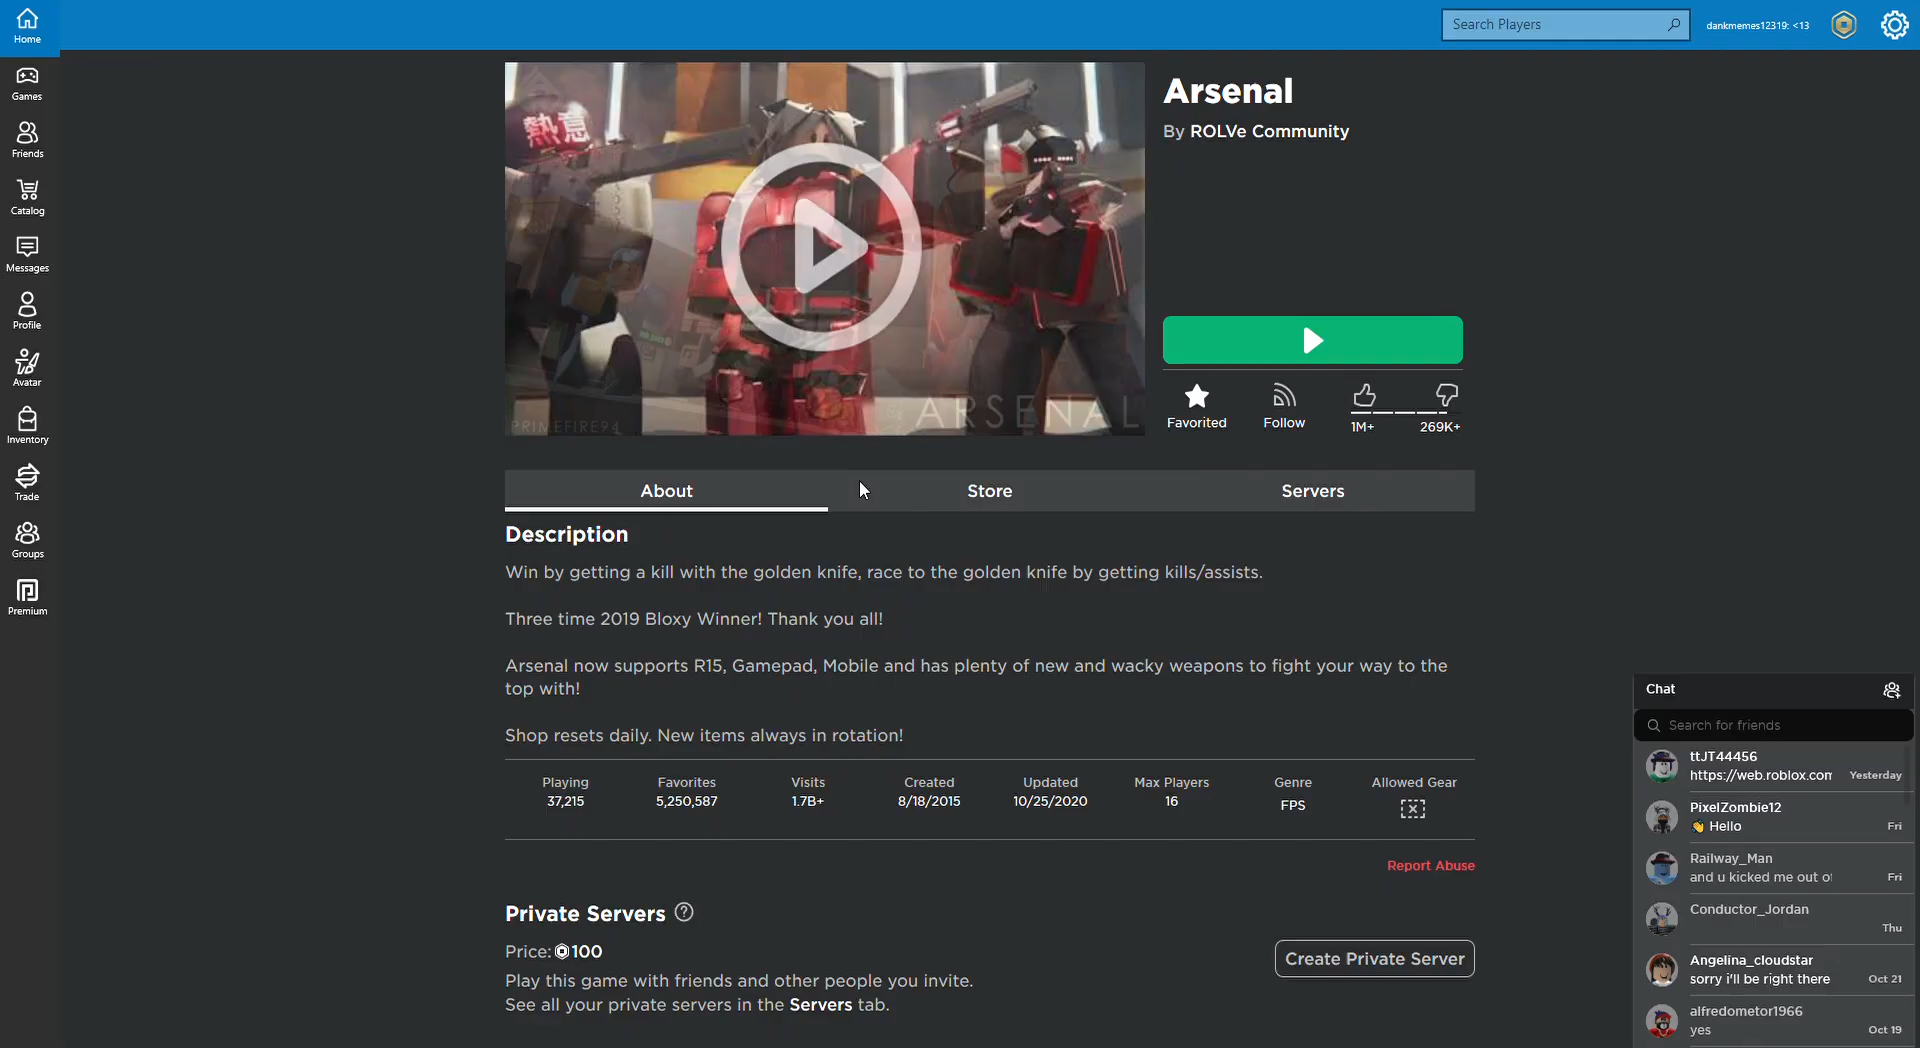 Home
Search Players
dankmemes12319: <13
Games
Friends
Catalog
Messages
Profile
Avatar
Inventory
Trade
Groups
Premium
熱意
ARSENAL
PRIMEFIRE94
Arsenal
By ROLVe Community
Favorited
Follow
1M+
269K+
About
Store
Servers
Description
Win by getting a kill with the golden knife, race to the golden knife by getting kills/assists.
Three time 2019 Bloxy Winner! Thank you all!
Arsenal now supports R15, Gamepad, Mobile and has plenty of new and wacky weapons to fight your way to the
top with!
Shop resets daily. New items always in rotation!
Playing Favorites Visits Created Updated Max Players Genre Allowed Gear
37,215 5,250,587 1.7B+ 8/18/2015 10/25/2020 16 FPS
Report Abuse
Private Servers
Price: 100
Create Private Server
Play this game with friends and other people you invite.
See all your private servers in the Servers tab.
Chat
Search for friends
ttJT44456
https://web.roblox.com Yesterday
PixelZombie12
👋 Hello Fri
Railway_Man
and u kicked me out of Fri
Conductor_Jordan
Thu
Angelina_cloudstar
sorry i'll be right there Oct 21
alfredometor1966
yes Oct 19